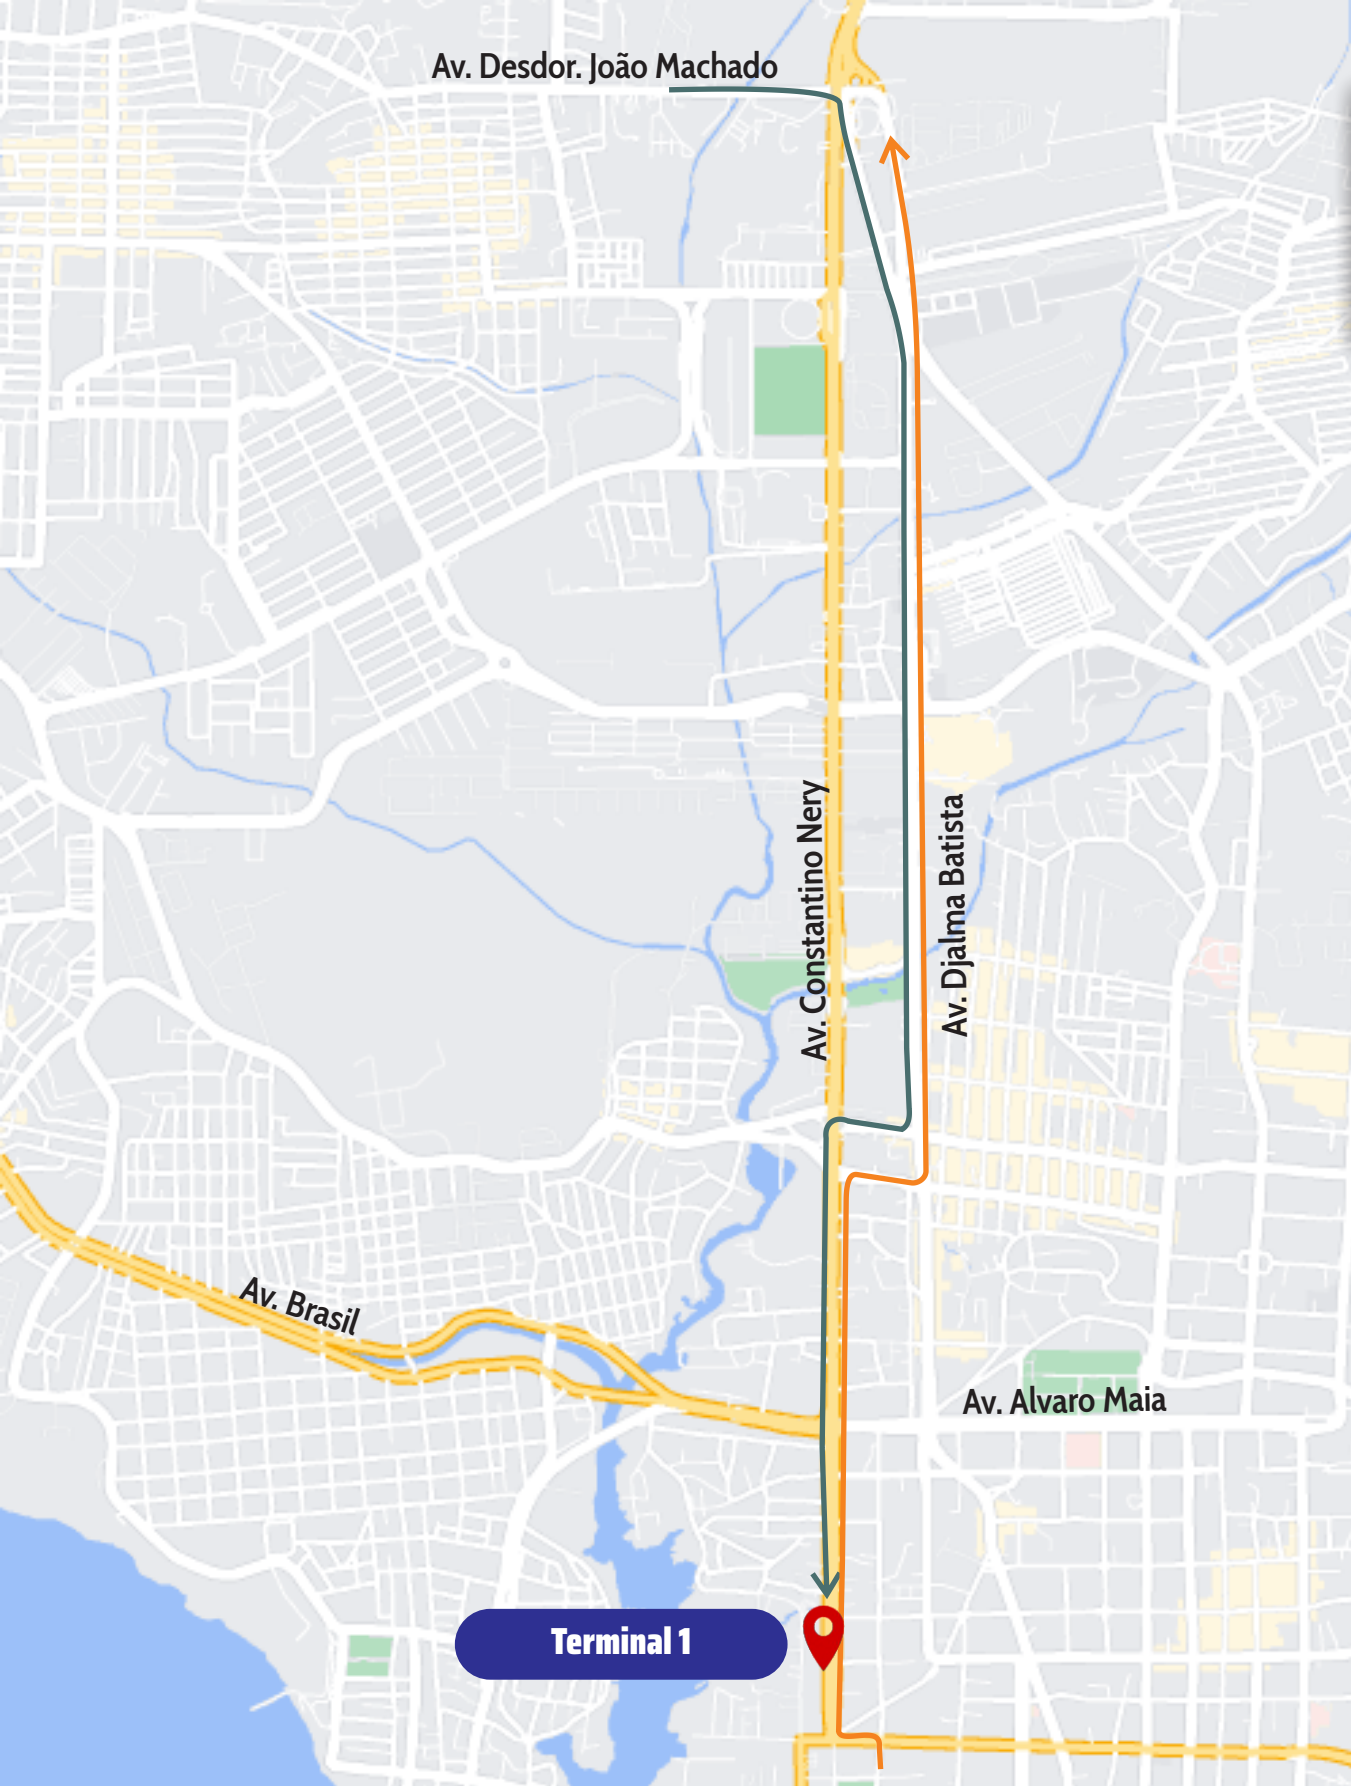 Av. Desdor. João Machado
Av. Constantino Nery
Av. Djalma Batista
Av. Brasil
Av. Alvaro Maia
Terminal 1